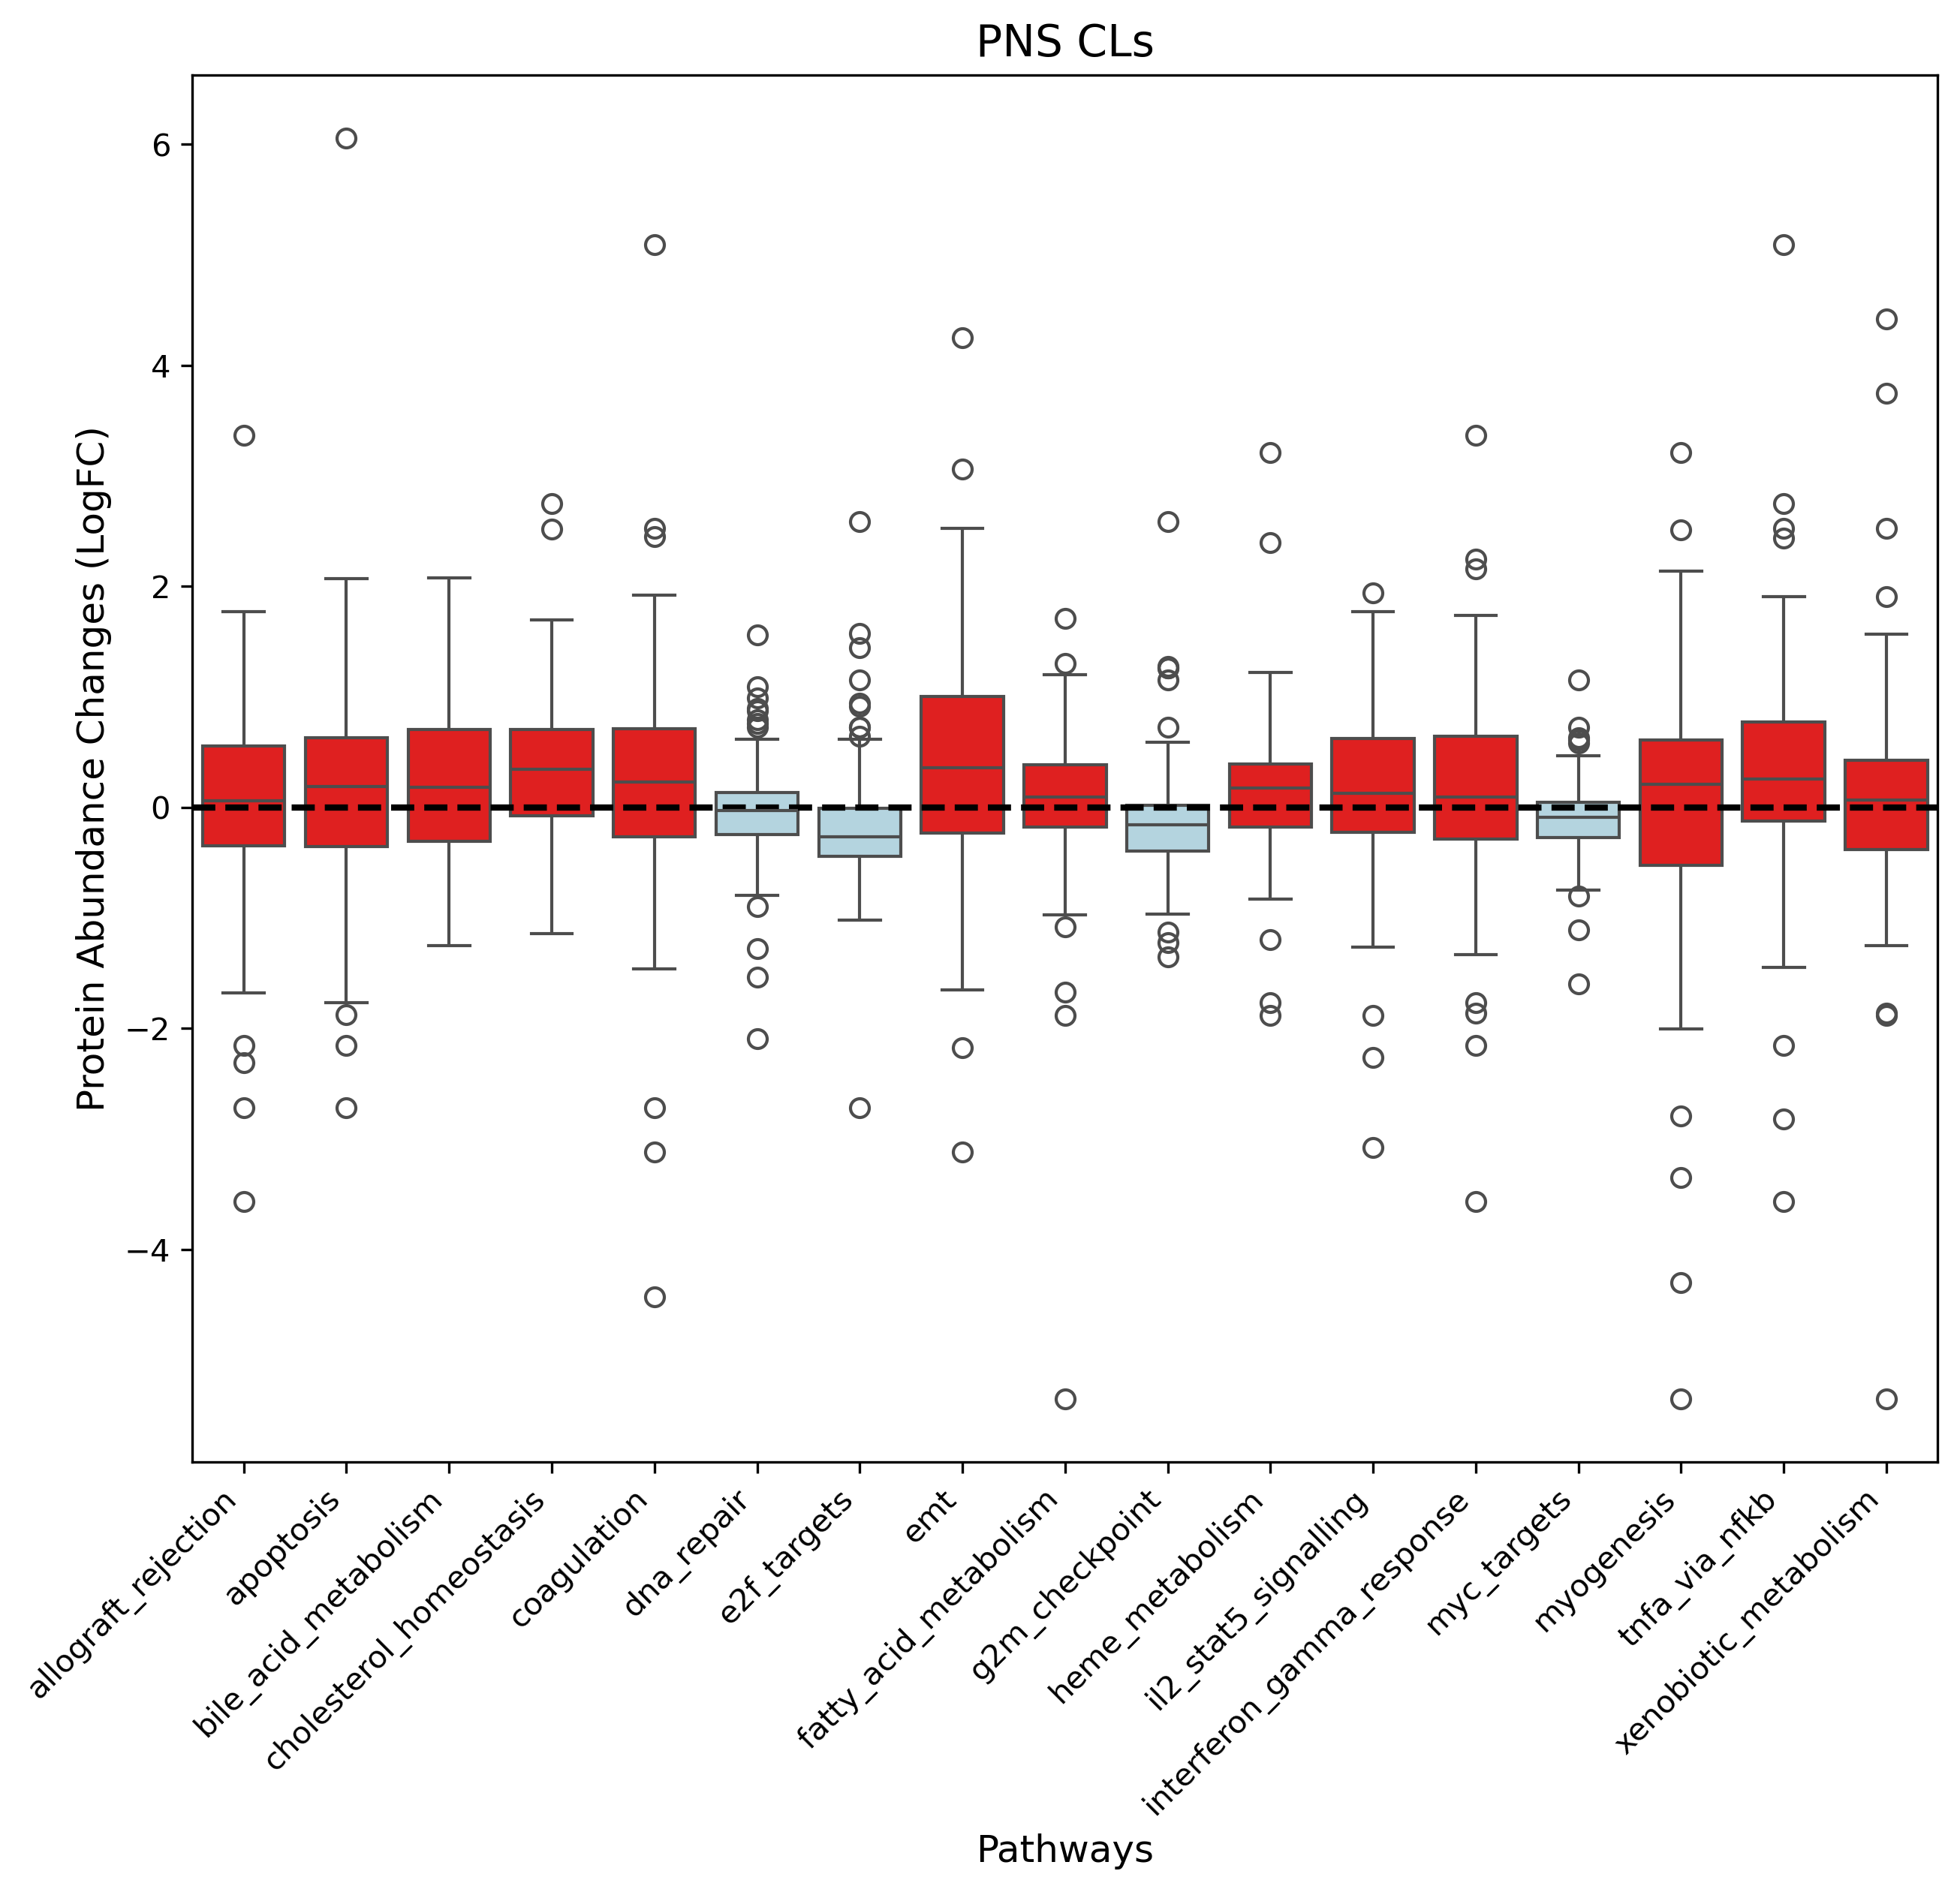 PNS CLs
Protein Abundance Changes (LogFC)
6
4
2
0
−2
−4
allograft_rejection
apoptosis
bile_acid_metabolism
cholesterol_homeostasis
coagulation
dna_repair
e2f_targets
emt
fatty_acid_metabolism
g2m_checkpoint
heme_metabolism
il2_stat5_signalling
interferon_gamma_response
myc_targets
myogenesis
tnfa_via_nfkb
xenobiotic_metabolism
Pathways